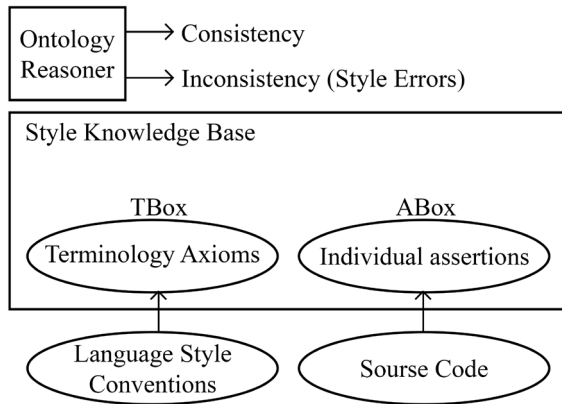 Ontology
Reasoner
Consistency
Inconsistency (Style Errors)
Style Knowledge Base
TBox
ABox
Terminology Axioms
Individual assertions
Language Style
Conventions
Sourse Code